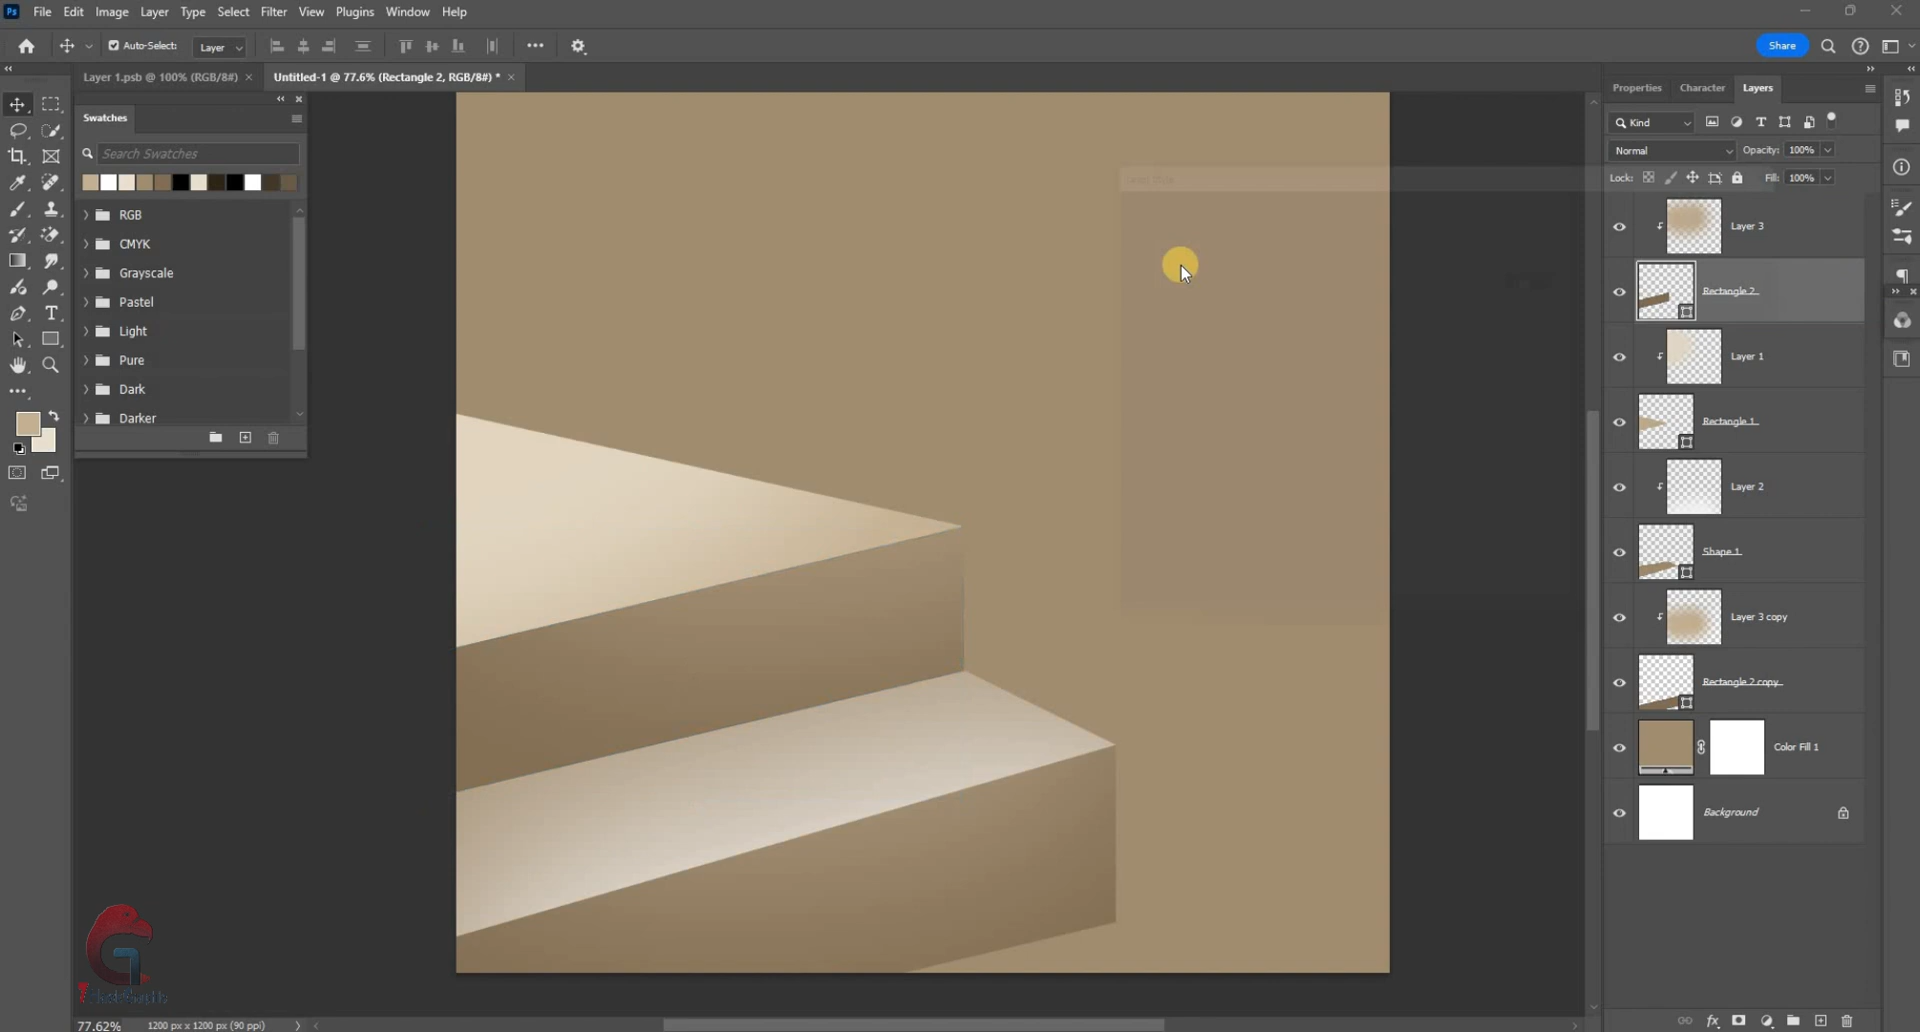 Ps File Edit Image Layer Type Select Filter View Plugins Window Help
Auto-Select: Layer Share
Layer 1.psb @ 100% (RGB/8#) × Untitled-1 @ 77.6% (Rectangle 2, RGB/8#) * ×
Swatches
Search Swatches
RGB
CMYK
Grayscale
Pastel
Light
Pure
Dark
Darker
Properties Character Layers
Kind
Normal Opacity: 100%
Lock: Fill: 100%
Layer 3
Rectangle 2
Layer 1
Rectangle 1
Layer 2
Shape 1
Layer 3 copy
Rectangle 2 copy
Color Fill 1
Background
77.62% 1200 px x 1200 px (90 ppi)